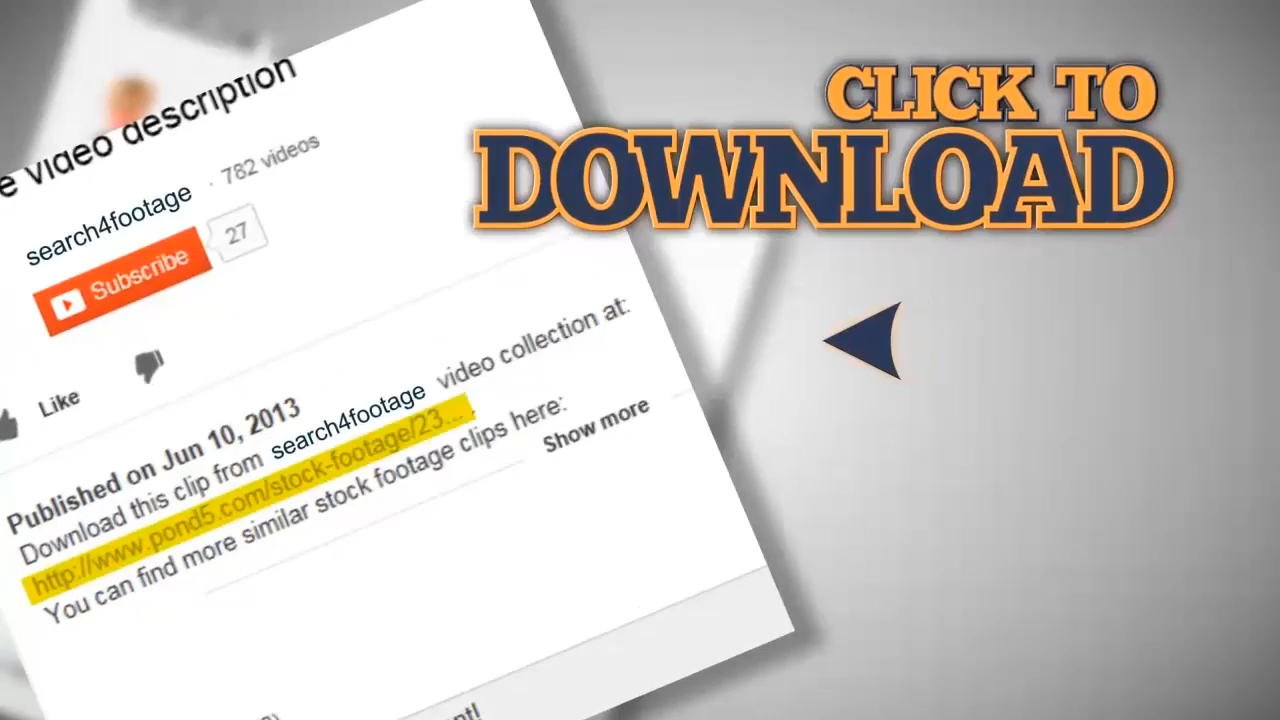 CLICK TO
DOWNLOAD
e video description
search4footage · 782 videos
Subscribe 27
Like
Published on Jun 10, 2013
Download this clip from search4footage video collection at:
http://www.pond5.com/stock-footage/23... .
You can find more similar stock footage clips here:
Show more